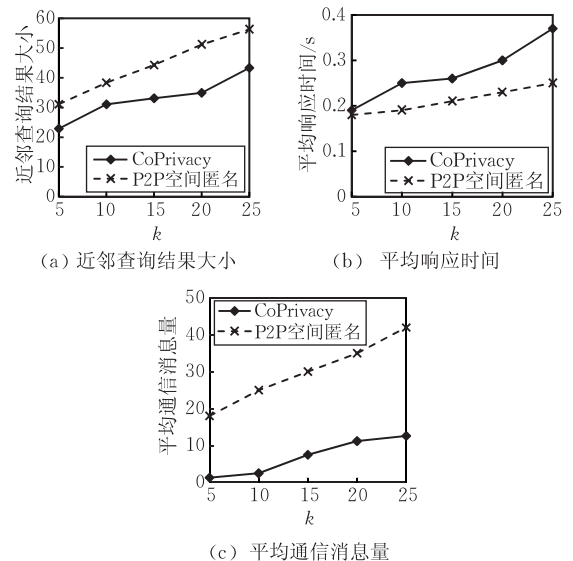 近邻查询结果大小
60
50
40
30
20
10
0
CoPrivacy
P2P空间匿名
5 10 15 20 25
k
(a) 近邻查询结果大小
平均响应时间/s
0.4
0.3
0.2
0.1
0
CoPrivacy
P2P空间匿名
5 10 15 20 25
k
(b) 平均响应时间
平均通信消息量
50
40
30
20
10
0
CoPrivacy
P2P空间匿名
5 10 15 20 25
k
(c) 平均通信消息量